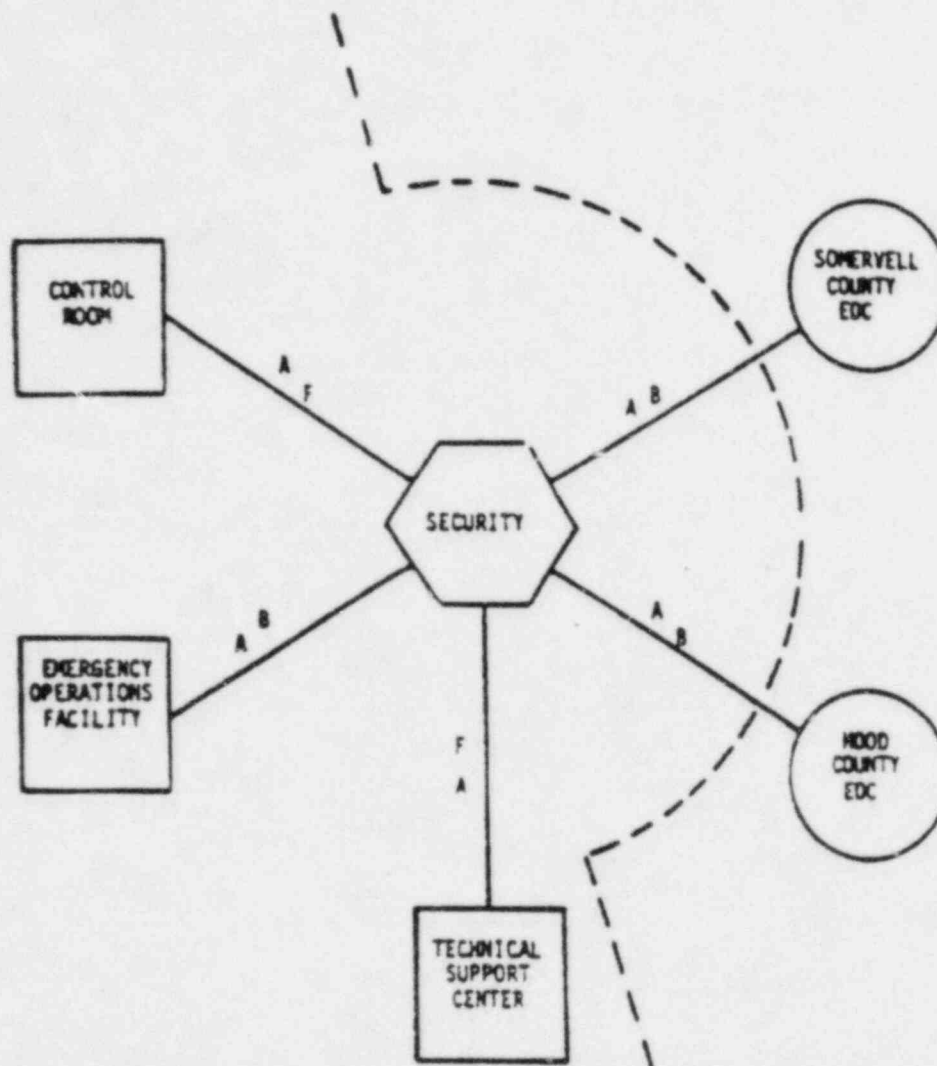 CONTROL
ROOM
SOMERVELL
COUNTY
EOC
A
F
A B
SECURITY
A B
A
B
EMERGENCY
OPERATIONS
FACILITY
F
A
HOOD
COUNTY
EOC
TECHNICAL
SUPPORT
CENTER